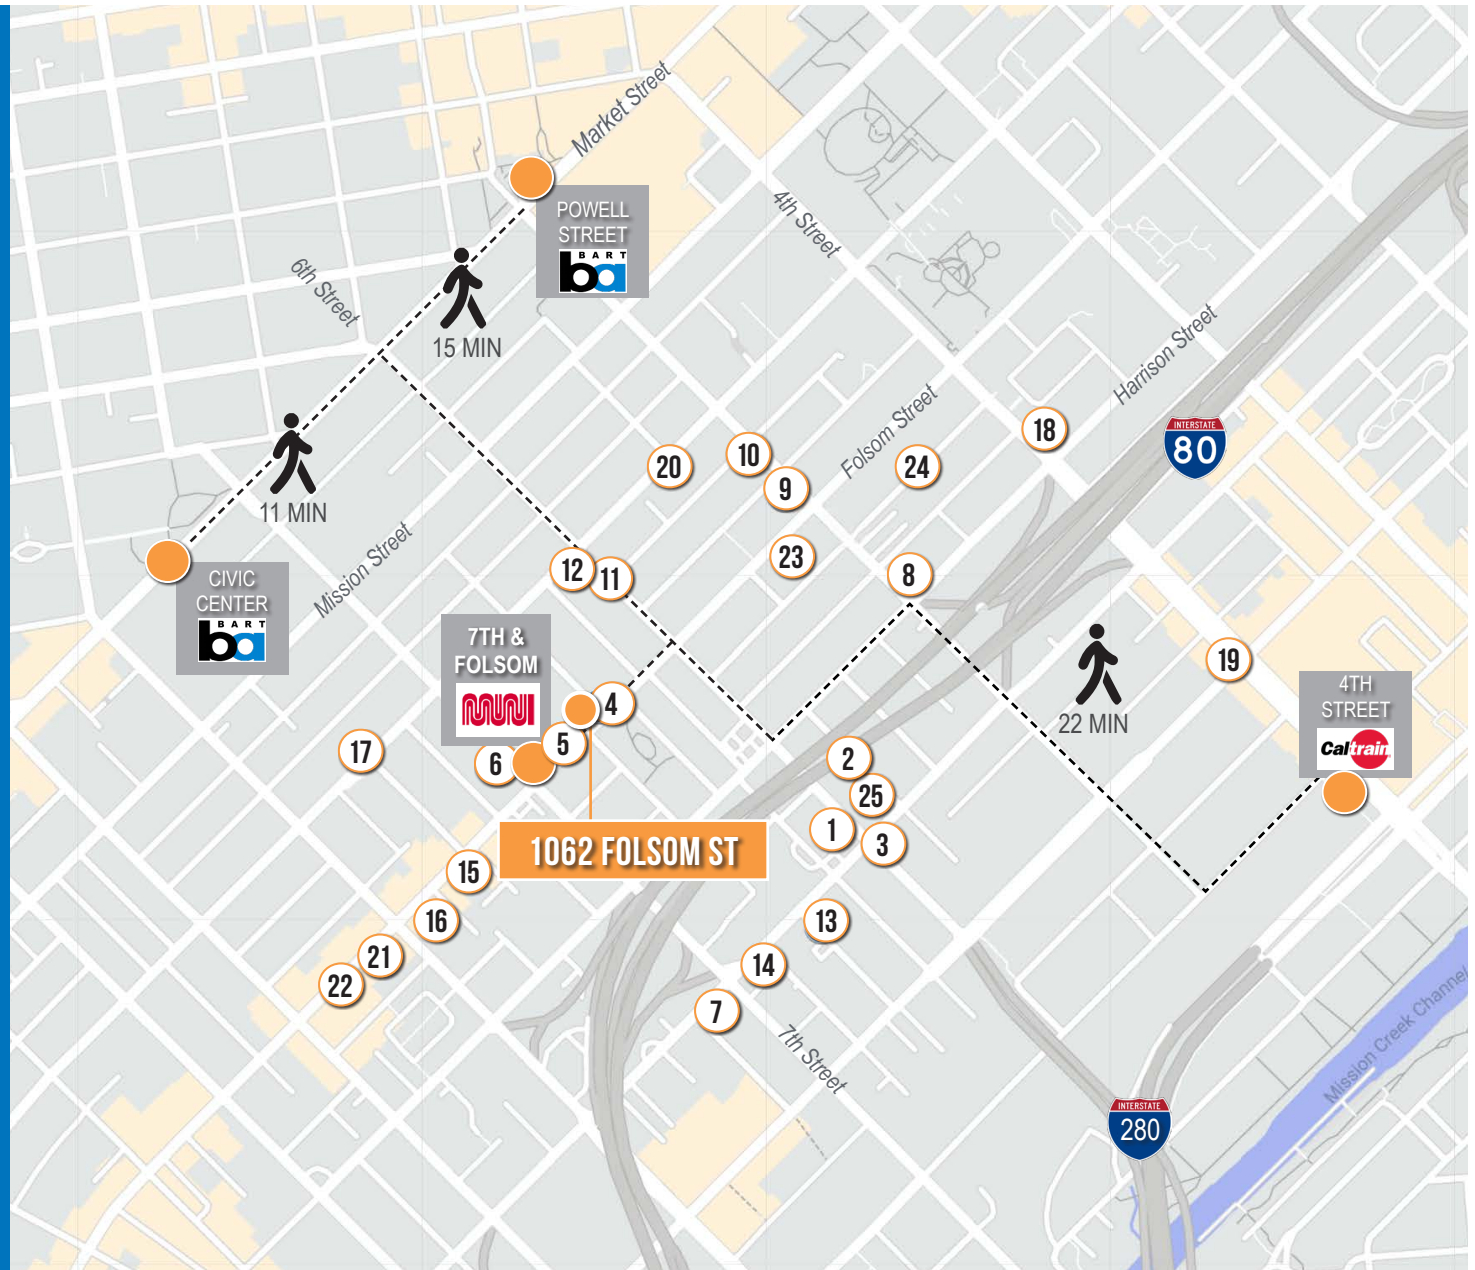 Market Street
POWELL
STREET
BART
ba
4th Street
6th Street
15 MIN
Harrison Street
Folsom Street
18
INTERSTATE
80
10
20
24
9
11 MIN
Mission Street
23
12
11
8
CIVIC
CENTER
BART
ba
7TH &
FOLSOM
MUNI
4
5
6
17
22 MIN
19
4TH
STREET
Caltrain
2
25
1
3
1062 FOLSOM ST
15
16
13
21
14
22
7
7th Street
Mission Creek Channel
INTERSTATE
280